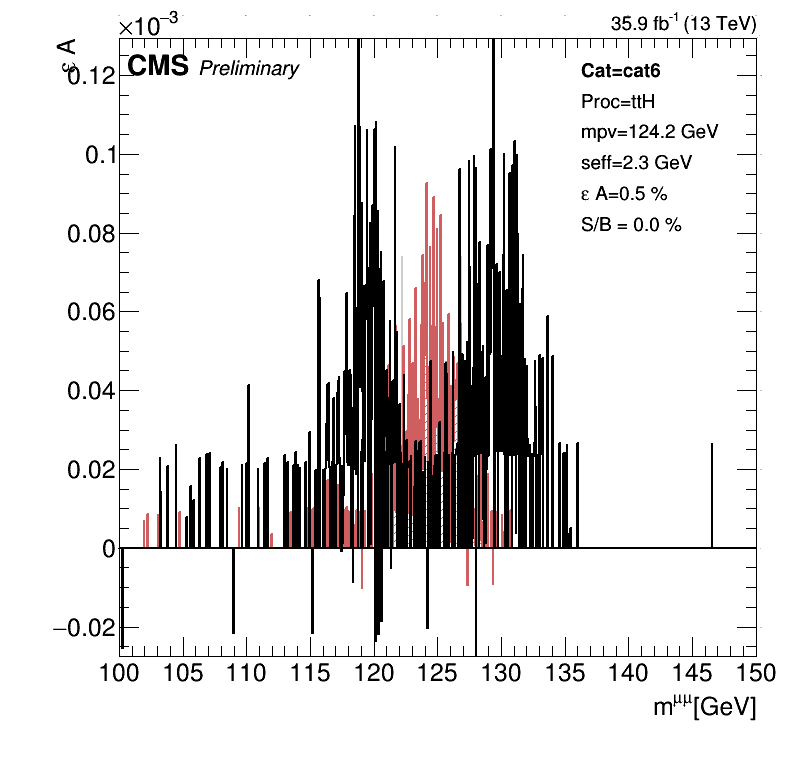 ×10⁻³
35.9 fb⁻¹ (13 TeV)
ε A
CMS Preliminary
Cat=cat6
Proc=ttH
mpv=124.2 GeV
seff=2.3 GeV
ε A=0.5 %
S/B = 0.0 %
0.12
0.1
0.08
0.06
0.04
0.02
0
−0.02
100 105 110 115 120 125 130 135 140 145 150
m^μμ[GeV]